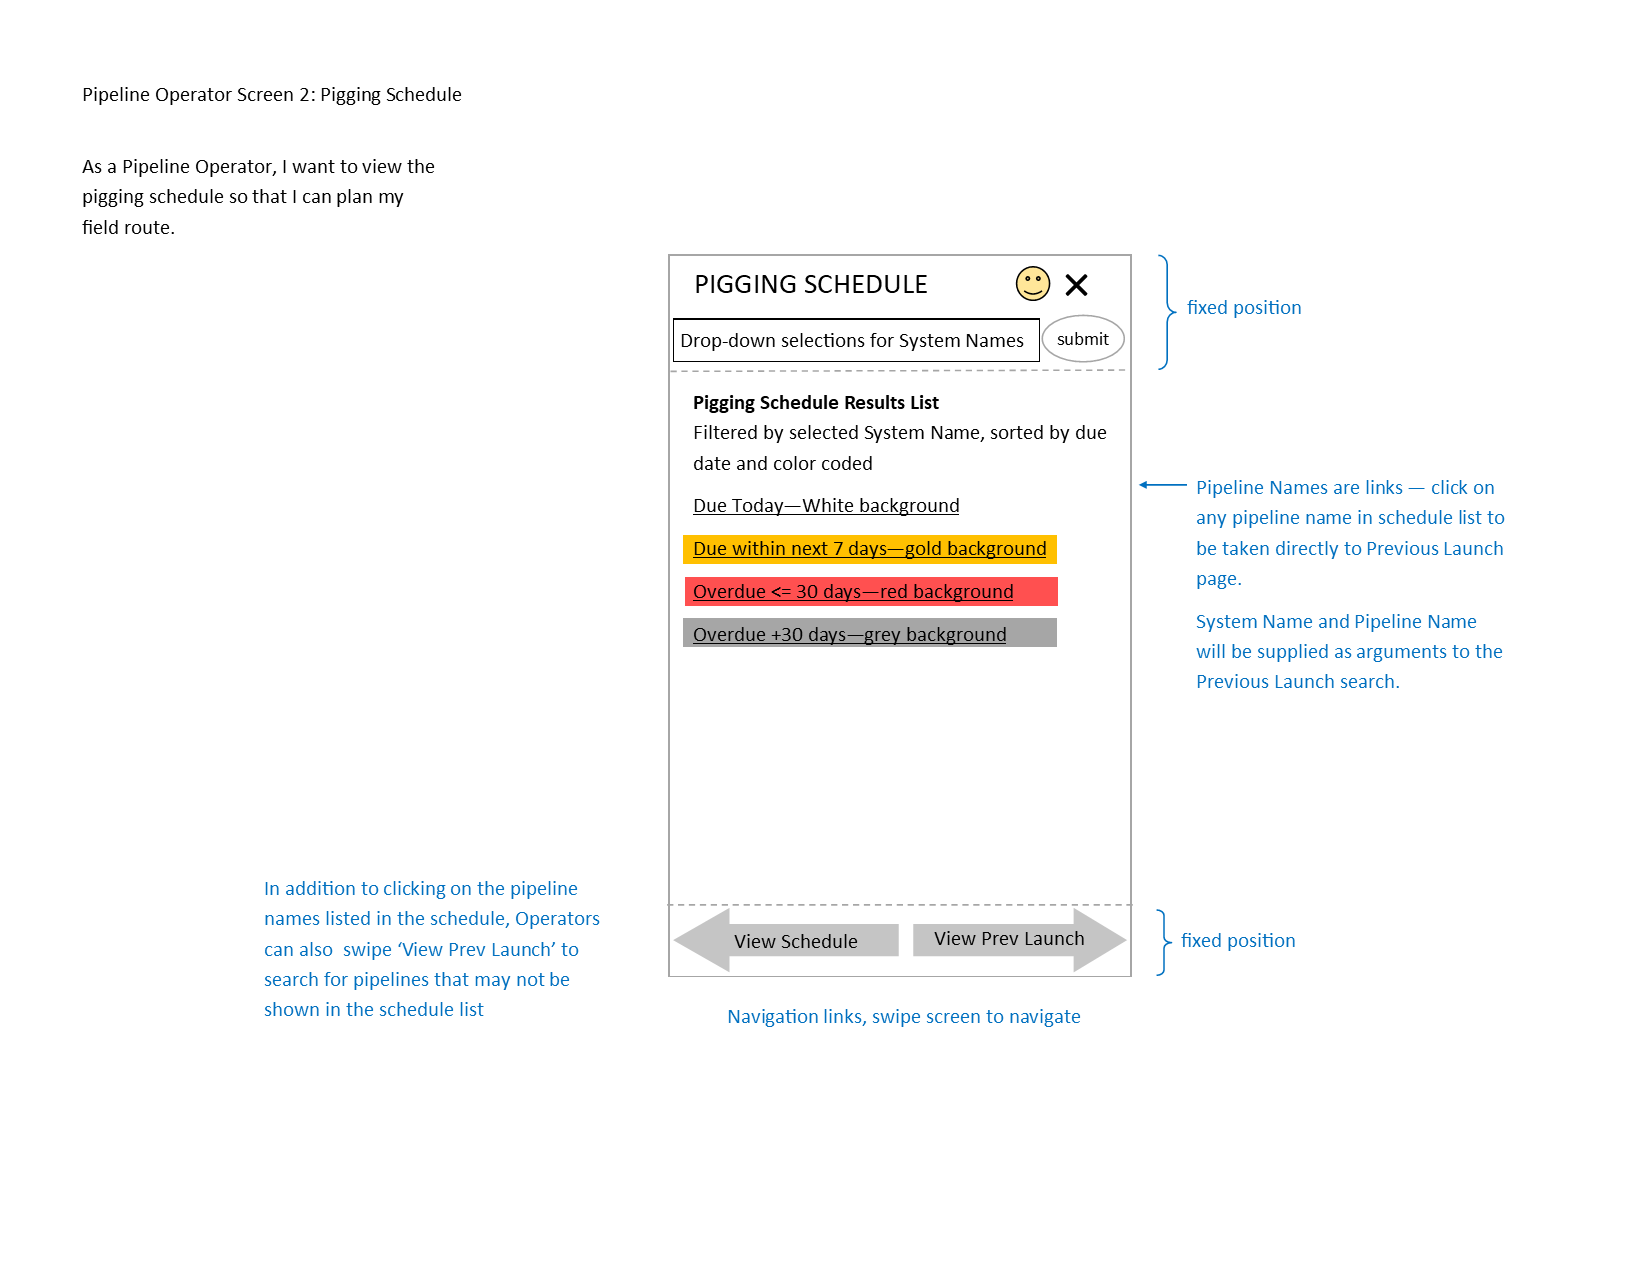 Pipeline Operator Screen 2: Pigging Schedule
As a Pipeline Operator, I want to view the
pigging schedule so that I can plan my
field route.
PIGGING SCHEDULE
fixed position
Drop-down selections for System Names
submit
Pigging Schedule Results List
Filtered by selected System Name, sorted by due
date and color coded
Due Today—White background
Due within next 7 days—gold background
Overdue <= 30 days—red background
Overdue +30 days—grey background
Pipeline Names are links — click on
any pipeline name in schedule list to
be taken directly to Previous Launch
page.
System Name and Pipeline Name
will be supplied as arguments to the
Previous Launch search.
In addition to clicking on the pipeline
names listed in the schedule, Operators
can also  swipe ‘View Prev Launch’ to
search for pipelines that may not be
shown in the schedule list
View Schedule
View Prev Launch
fixed position
Navigation links, swipe screen to navigate